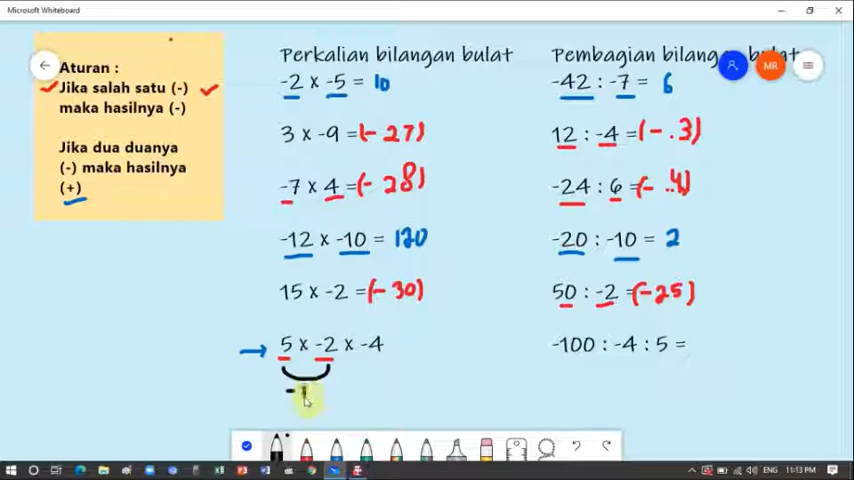 Microsoft Whiteboard
Aturan :
Jika salah satu (-)
maka hasilnya (-)
Jika dua duanya
(-) maka hasilnya
(+)
Perkalian bilangan bulat
-2 x -5 = 10
3 x -9 = (- 27)
-7 x 4 = (- 28)
-12 x -10 = 120
15 x -2 = (- 30)
5 x -2 x -4
Pembagian bilangan bulat
-42 : -7 = 6
12 : -4 = (- . 3)
-24 : 6 = (- ..4)
-20 : -10 = 2
50 : -2 = (-25)
-100 : -4 : 5 =
MR
ENG 11:13 PM